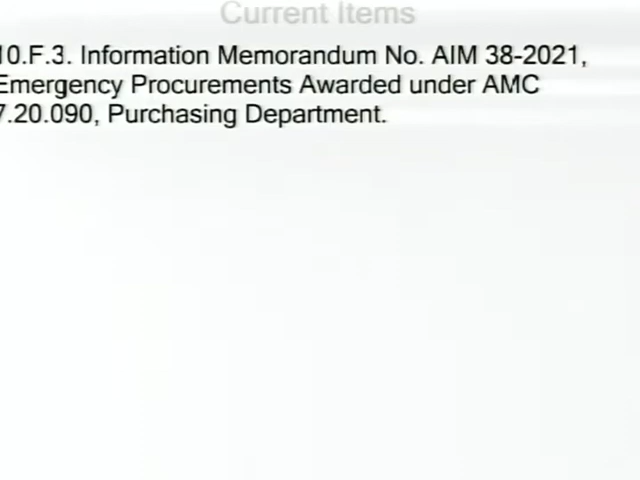 Current Items
10.F.3. Information Memorandum No. AIM 38-2021,
Emergency Procurements Awarded under AMC
7.20.090, Purchasing Department.